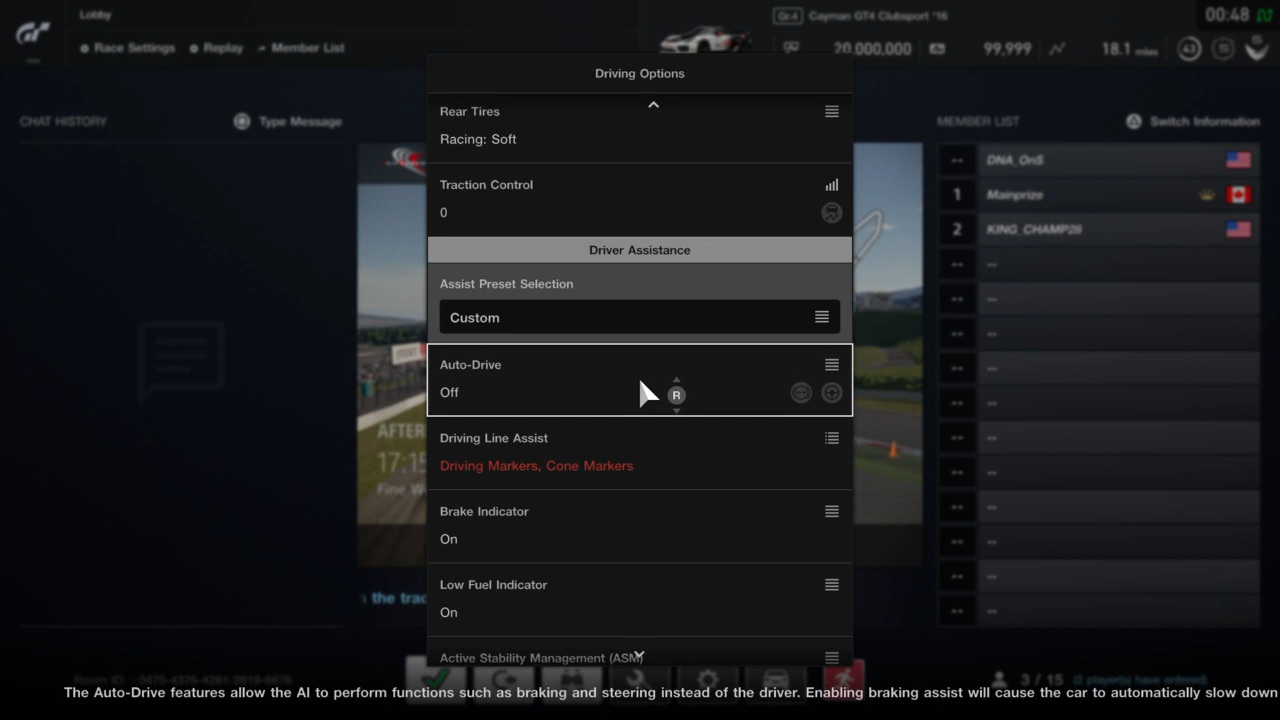 Lobby
Race Settings Replay Member List
Gr.4 Cayman GT4 Clubsport '16
00:48
20,000,000 99,999 18.1 miles 43 S
Driving Options
CHAT HISTORY Type Message
MEMBER LIST Switch Information
Rear Tires
Racing: Soft
Traction Control
0
Driver Assistance
Assist Preset Selection
Custom
Auto-Drive
Off
R
Driving Line Assist
Driving Markers, Cone Markers
Brake Indicator
On
Low Fuel Indicator
On
Active Stability Management (ASM)
-- DNA_OnS
1 Mainprize
2 KING_CHAMP28
-- --
-- --
-- --
-- --
-- --
-- --
-- --
-- --
-- --
-- --
-- --
AFTER
17:15
Fine W
the trac
3 / 15 (2 player(s) have entered)
The Auto-Drive features allow the AI to perform functions such as braking and steering instead of the driver. Enabling braking assist will cause the car to automatically slow down